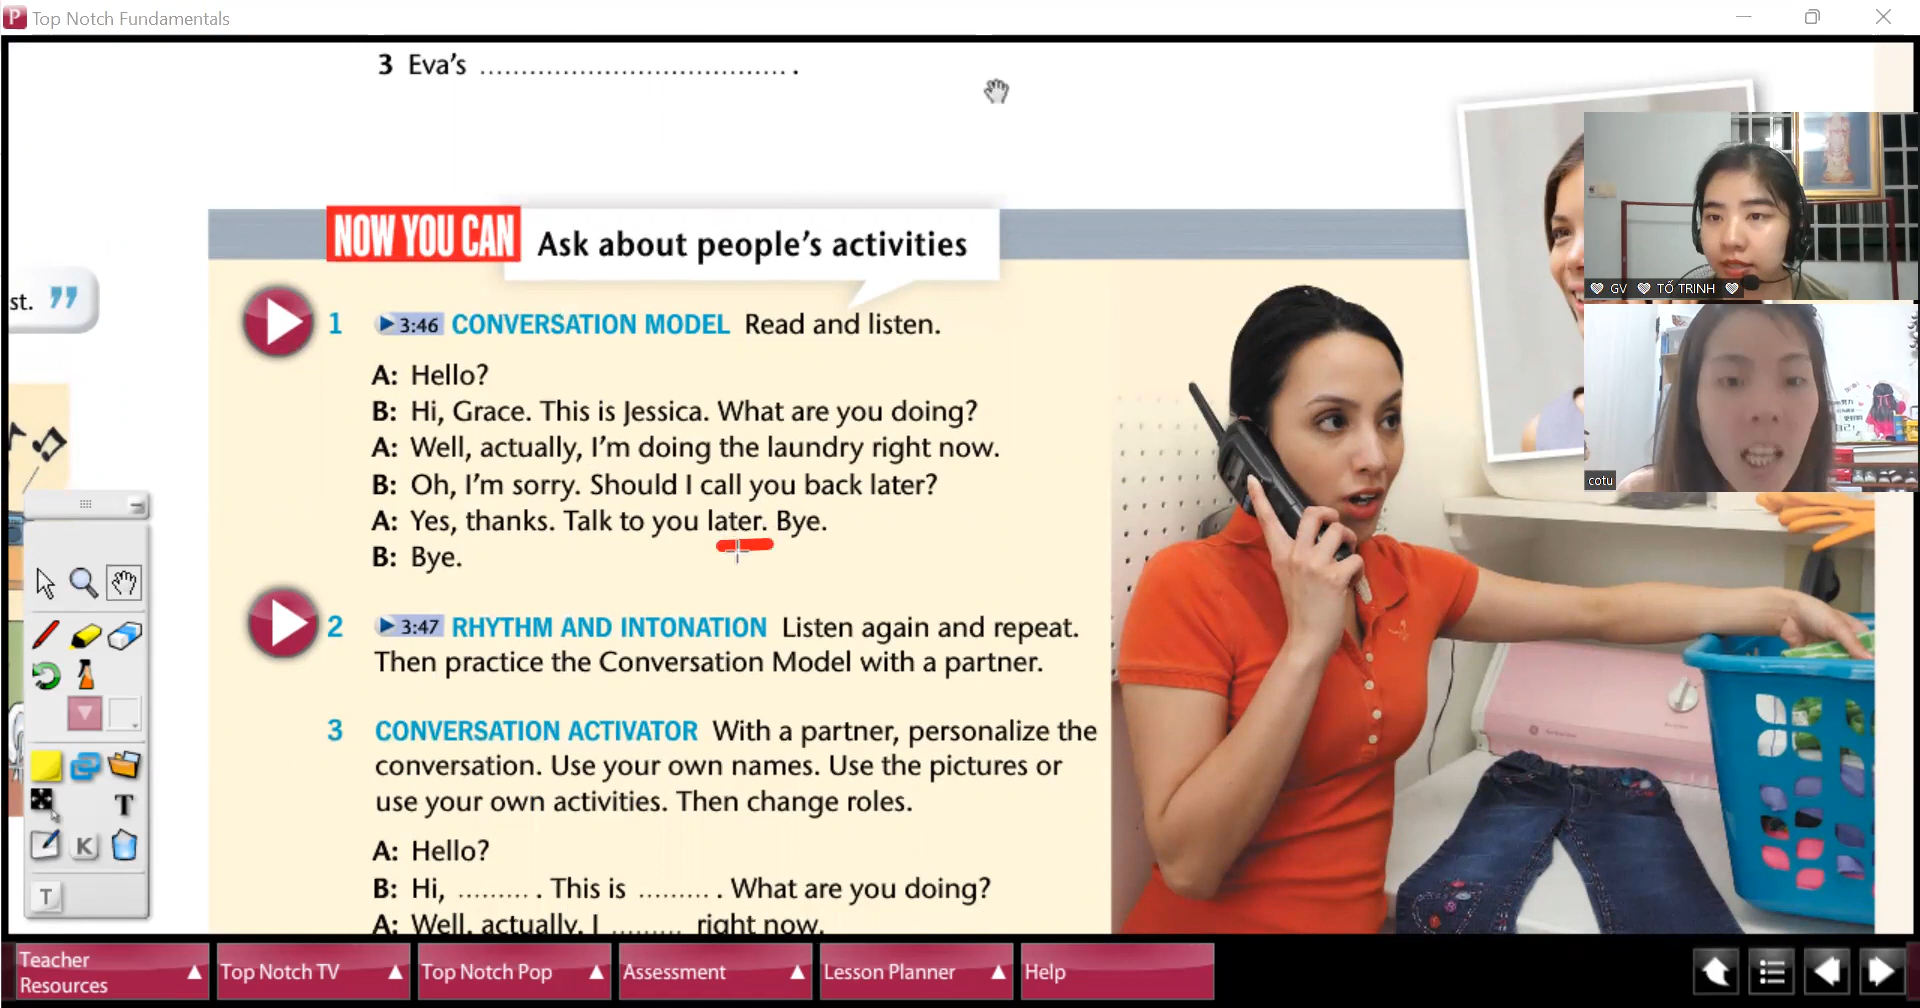 Top Notch Fundamentals
3 Eva's .................................... .
NOW YOU CAN Ask about people's activities
st. ”
1 3:46 CONVERSATION MODEL Read and listen.
A: Hello?
B: Hi, Grace. This is Jessica. What are you doing?
A: Well, actually, I'm doing the laundry right now.
B: Oh, I'm sorry. Should I call you back later?
A: Yes, thanks. Talk to you later. Bye.
B: Bye.
2 3:47 RHYTHM AND INTONATION Listen again and repeat.
Then practice the Conversation Model with a partner.
3 CONVERSATION ACTIVATOR With a partner, personalize the
conversation. Use your own names. Use the pictures or
use your own activities. Then change roles.
A: Hello?
B: Hi, ......... . This is ......... . What are you doing?
A: Well, actually, I ......... right now.
GV TỐ TRINH
cotu
T
K
T
Teacher Resources
Top Notch TV
Top Notch Pop
Assessment
Lesson Planner
Help